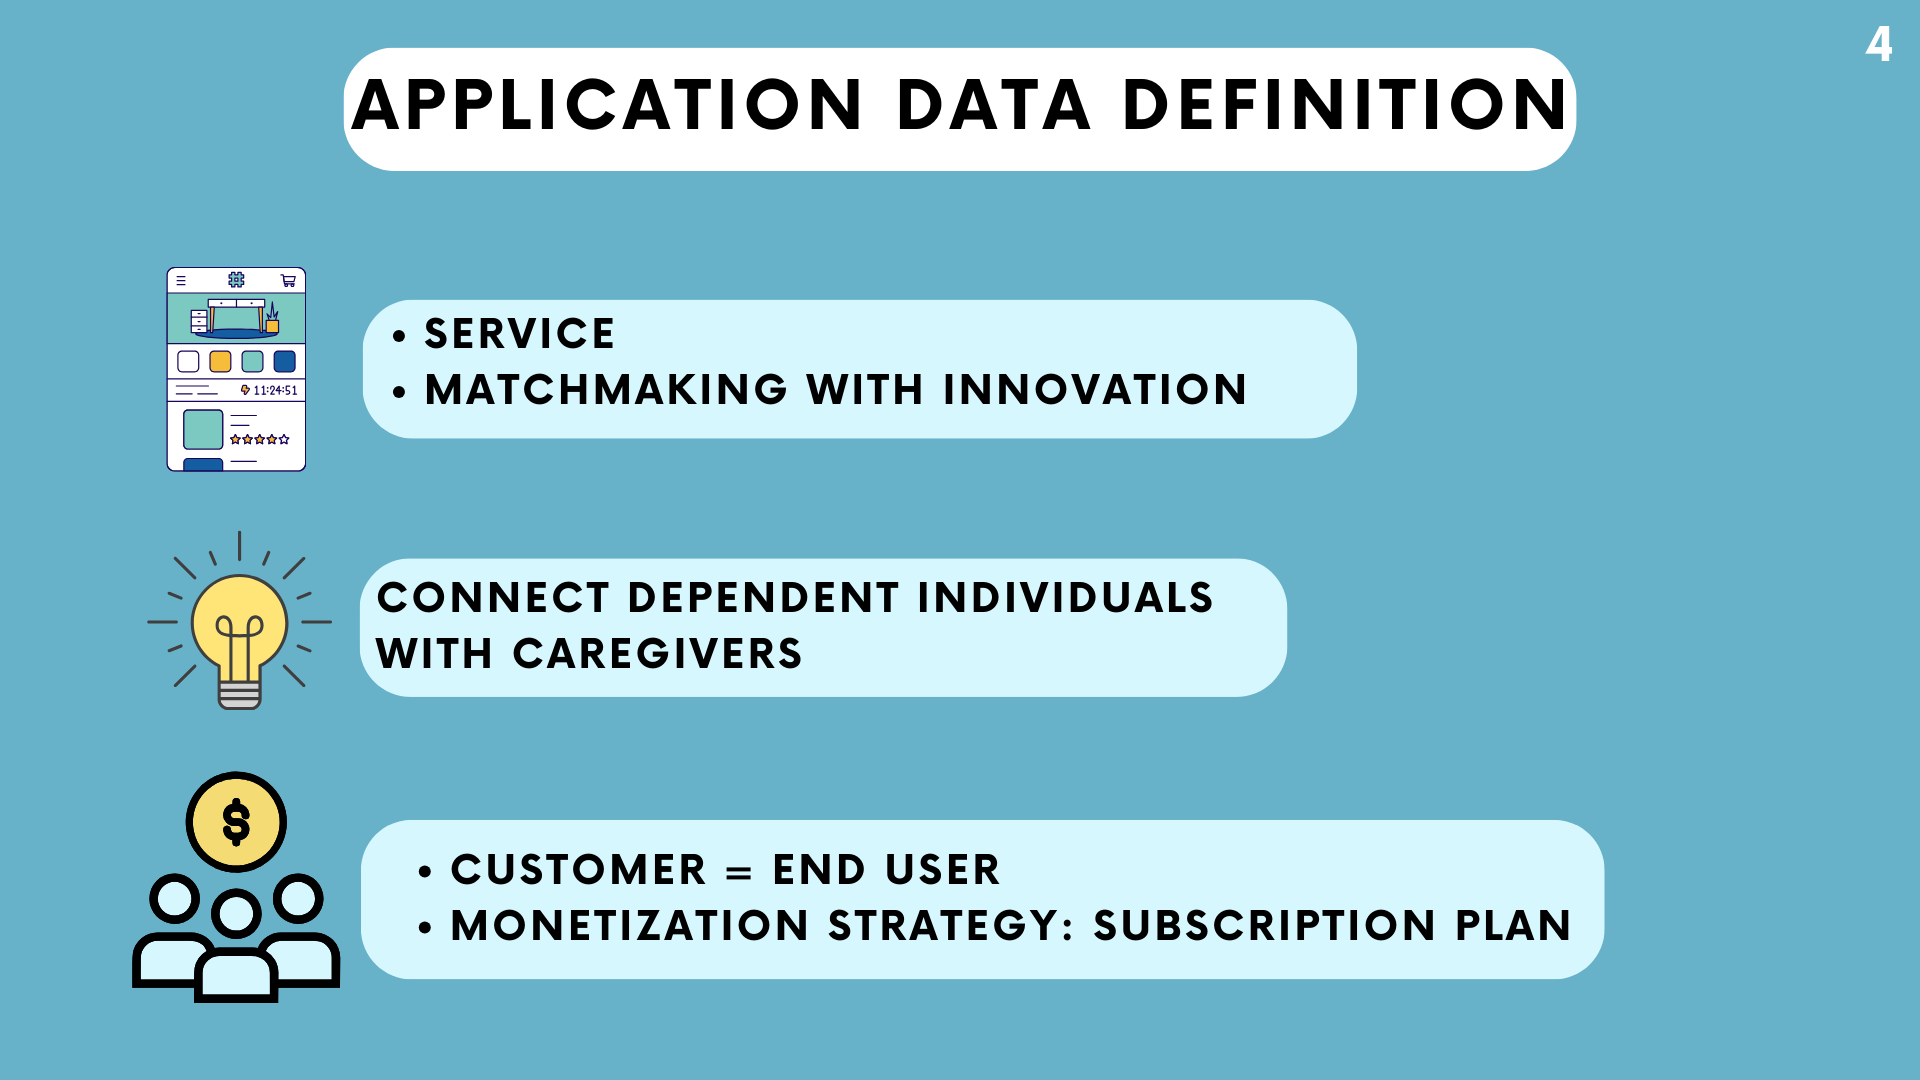 4
APPLICATION DATA DEFINITION
11:24:51
• SERVICE
• MATCHMAKING WITH INNOVATION
CONNECT DEPENDENT INDIVIDUALS
WITH CAREGIVERS
$
• CUSTOMER = END USER
• MONETIZATION STRATEGY: SUBSCRIPTION PLAN